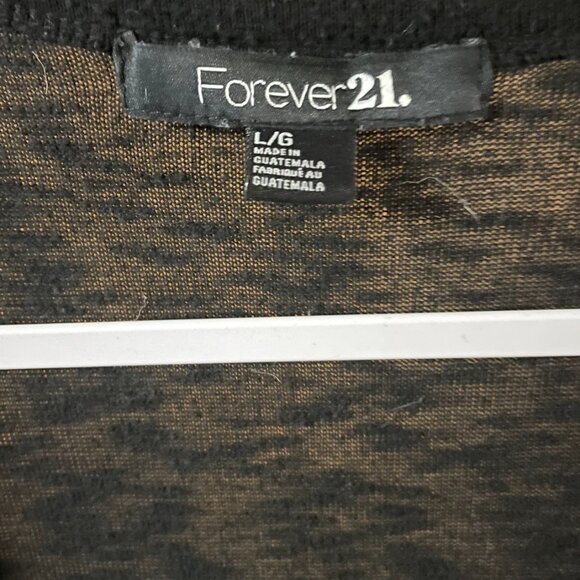 Forever21.
L/G
MADE IN
GUATEMALA
FABRIQUÉ AU
GUATEMALA